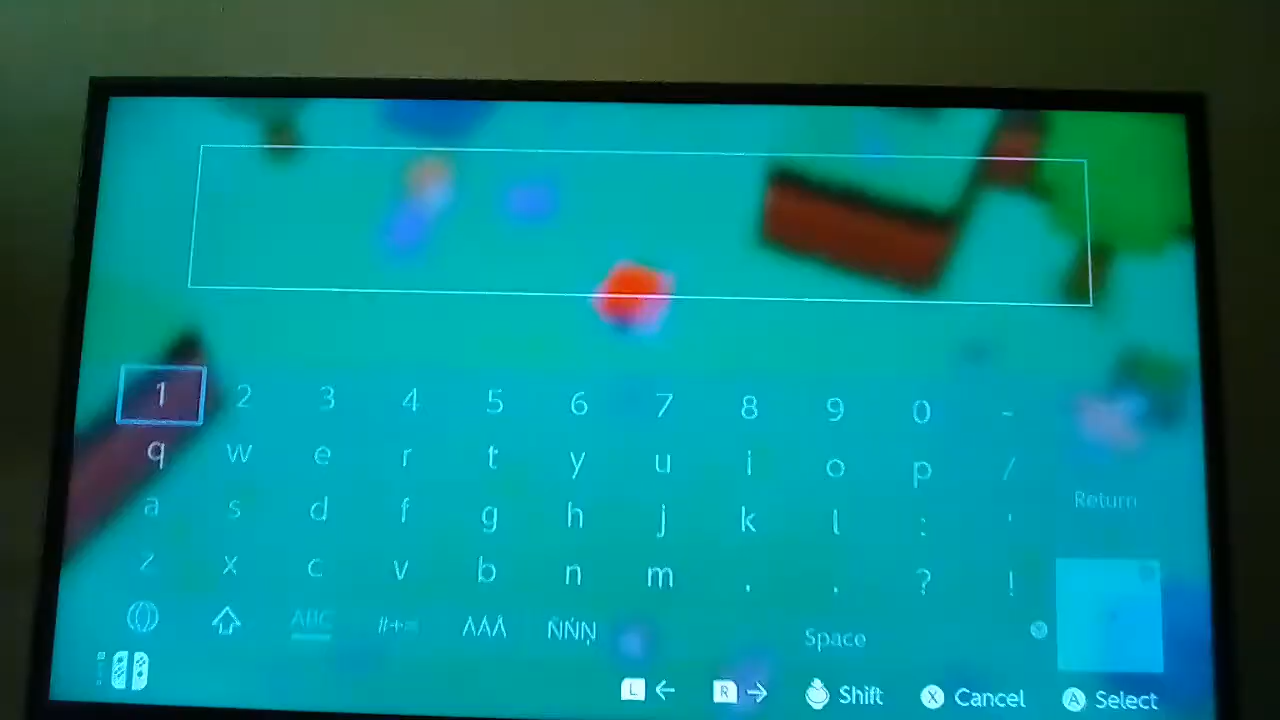 1 2 3 4 5 6 7 8 9 0 -
q w e r t y u i o p /
a s d f g h j k l : '
z x c v b n m , . ? !
Return
ABC #+= ÀÁÂ ÑŃŅ Space
L ← R → Shift X Cancel A Select